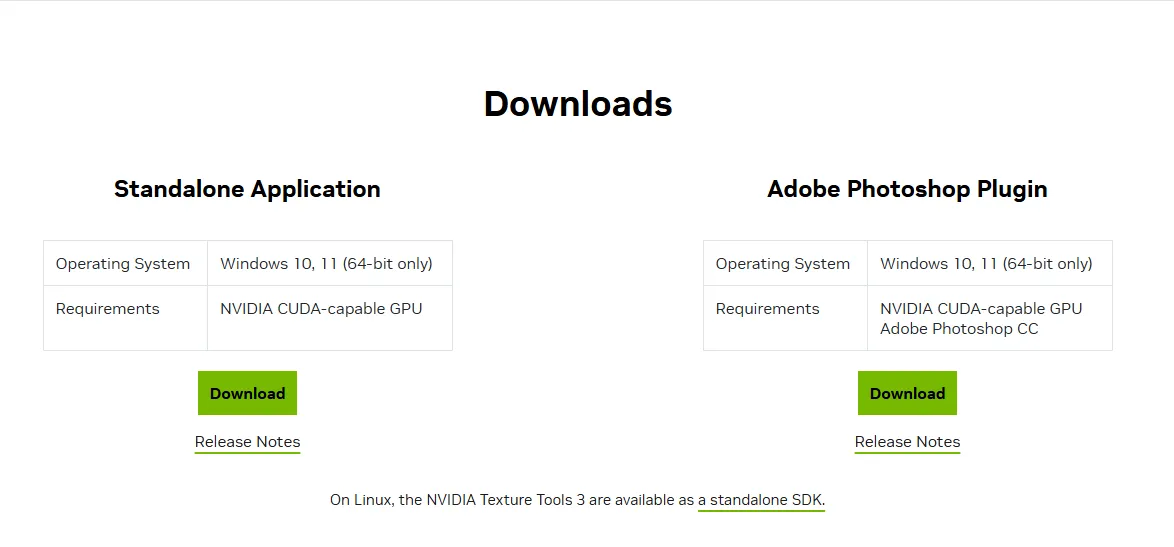 Downloads
Standalone Application
Operating System
Windows 10, 11 (64-bit only)
Requirements
NVIDIA CUDA-capable GPU
Download
Release Notes
Adobe Photoshop Plugin
Operating System
Windows 10, 11 (64-bit only)
Requirements
NVIDIA CUDA-capable GPU
Adobe Photoshop CC
Download
Release Notes
On Linux, the NVIDIA Texture Tools 3 are available as a standalone SDK.